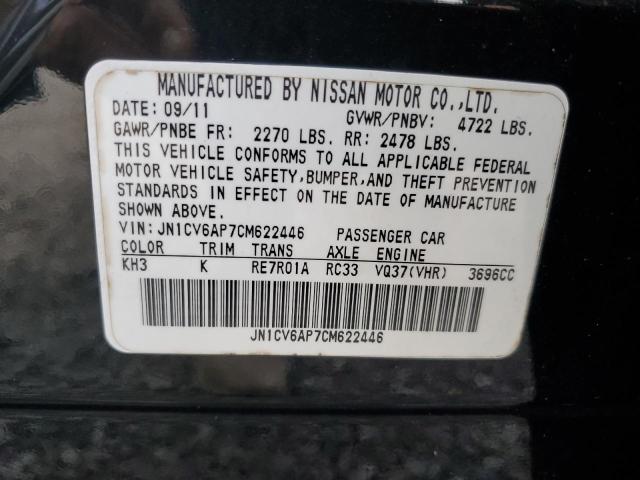 MANUFACTURED BY NISSAN MOTOR CO.,LTD.
DATE: 09/11 GVWR/PNBV: 4722 LBS.
GAWR/PNBE FR: 2270 LBS. RR: 2478 LBS.
THIS VEHICLE CONFORMS TO ALL APPLICABLE FEDERAL
MOTOR VEHICLE SAFETY,BUMPER,AND THEFT PREVENTION
STANDARDS IN EFFECT ON THE DATE OF MANUFACTURE
SHOWN ABOVE.
VIN: JN1CV6AP7CM622446 PASSENGER CAR
COLOR TRIM TRANS AXLE ENGINE
KH3 K RE7R01A RC33 VQ37(VHR) 3696CC
JN1CV6AP7CM622446